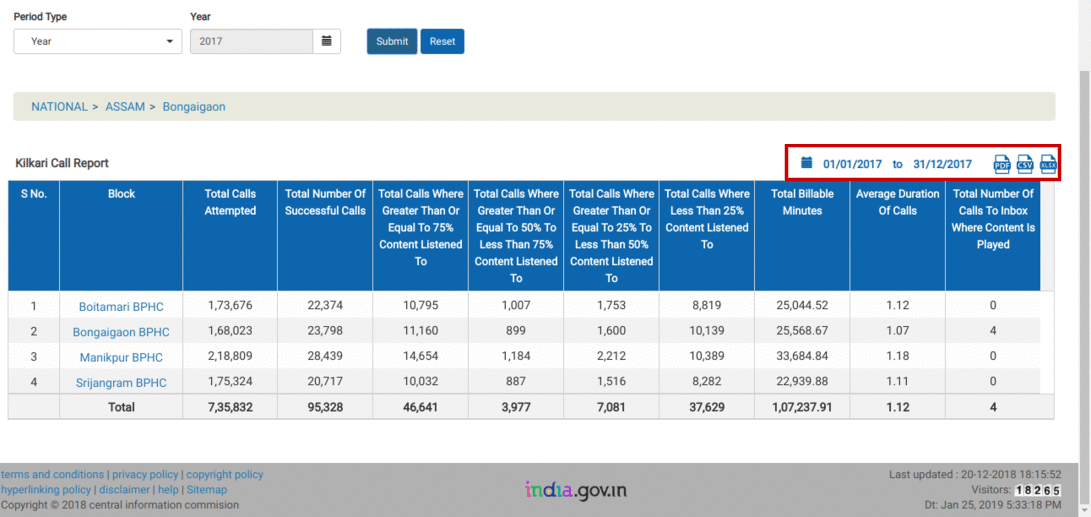 Period Type Year
Year 2017 Submit Reset
NATIONAL > ASSAM > Bongaigaon
Kilkari Call Report 01/01/2017 to 31/12/2017 PDF CSV XLSX
S No. Block Total Calls Attempted Total Number Of Successful Calls Total Calls Where Greater Than Or Equal To 75% Content Listened To Total Calls Where Greater Than Or Equal To 50% To Less Than 75% Content Listened To Total Calls Where Greater Than Or Equal To 25% To Less Than 50% Content Listened To Total Calls Where Less Than 25% Content Listened To Total Billable Minutes Average Duration Of Calls Total Number Of Calls To Inbox Where Content Is Played
1 Boitamari BPHC 1,73,676 22,374 10,795 1,007 1,753 8,819 25,044.52 1.12 0
2 Bongaigaon BPHC 1,68,023 23,798 11,160 899 1,600 10,139 25,568.67 1.07 4
3 Manikpur BPHC 2,18,809 28,439 14,654 1,184 2,212 10,389 33,684.84 1.18 0
4 Srijangram BPHC 1,75,324 20,717 10,032 887 1,516 8,282 22,939.88 1.11 0
Total 7,35,832 95,328 46,641 3,977 7,081 37,629 1,07,237.91 1.12 4
terms and conditions | privacy policy | copyright policy
hyperlinking policy | disclaimer | help | Sitemap
Copyright © 2018 central information commision
india.gov.in
Last updated : 20-12-2018 18:15:52
Visitors: 18265
Dt: Jan 25, 2019 5:33:18 PM